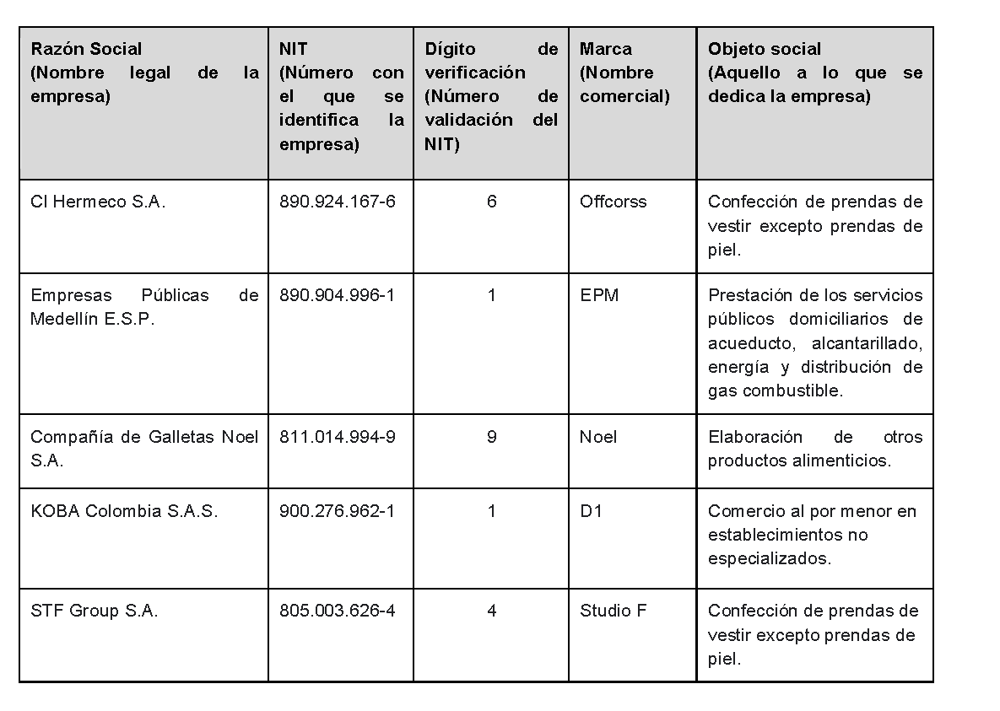 Razón Social
(Nombre legal de la
empresa)
NIT
(Número con
el que se
identifica la
empresa)
Dígito de
verificación
(Número de
validación del
NIT)
Marca
(Nombre
comercial)
Objeto social
(Aquello a lo que se
dedica la empresa)
CI Hermeco S.A.
890.924.167-6
6
Offcorss
Confección de prendas de
vestir excepto prendas de
piel.
Empresas Públicas de
Medellín E.S.P.
890.904.996-1
1
EPM
Prestación de los servicios
públicos domiciliarios de
acueducto, alcantarillado,
energía y distribución de
gas combustible.
Compañía de Galletas Noel
S.A.
811.014.994-9
9
Noel
Elaboración de otros
productos alimenticios.
KOBA Colombia S.A.S.
900.276.962-1
1
D1
Comercio al por menor en
establecimientos no
especializados.
STF Group S.A.
805.003.626-4
4
Studio F
Confección de prendas de
vestir excepto prendas de
piel.